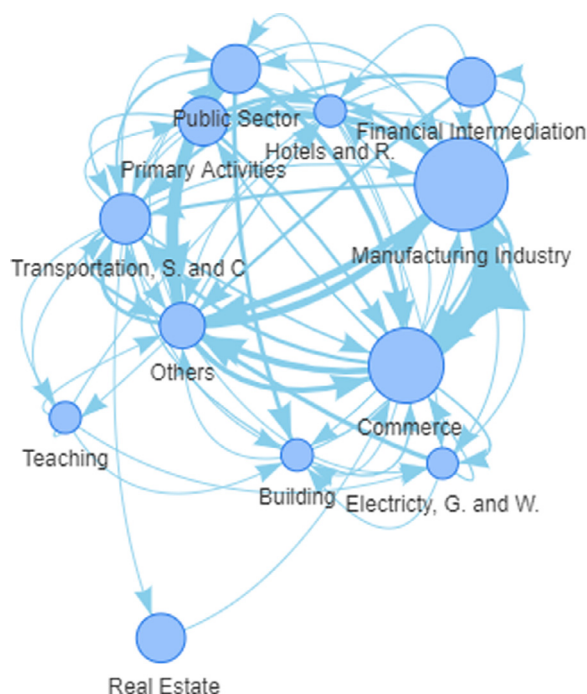 Public Sector
Financial Intermediation
Hotels and R.
Primary Activities
Manufacturing Industry
Transportation, S. and C
Others
Commerce
Teaching
Building
Electricty, G. and W.
Real Estate